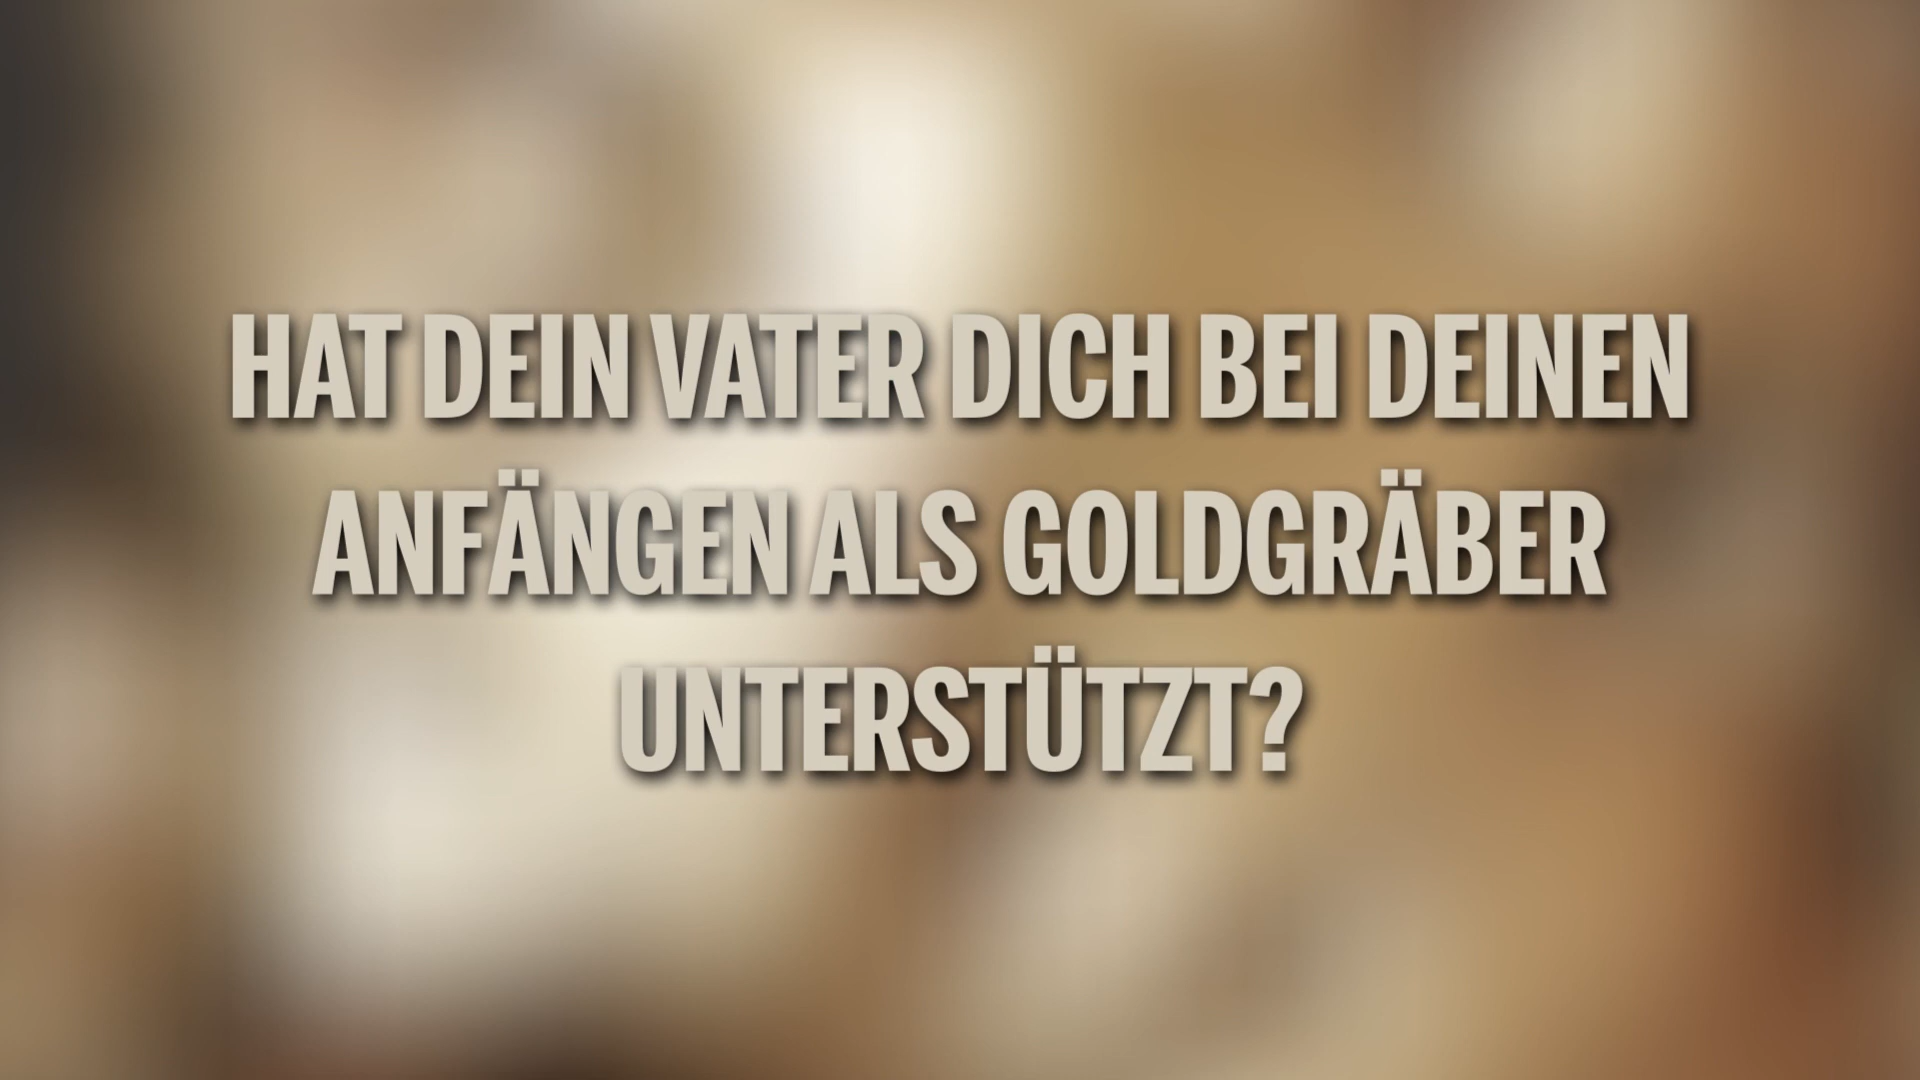 HAT DEIN VATER DICH BEI DEINEN
ANFÄNGEN ALS GOLDGRÄBER
UNTERSTÜTZT?